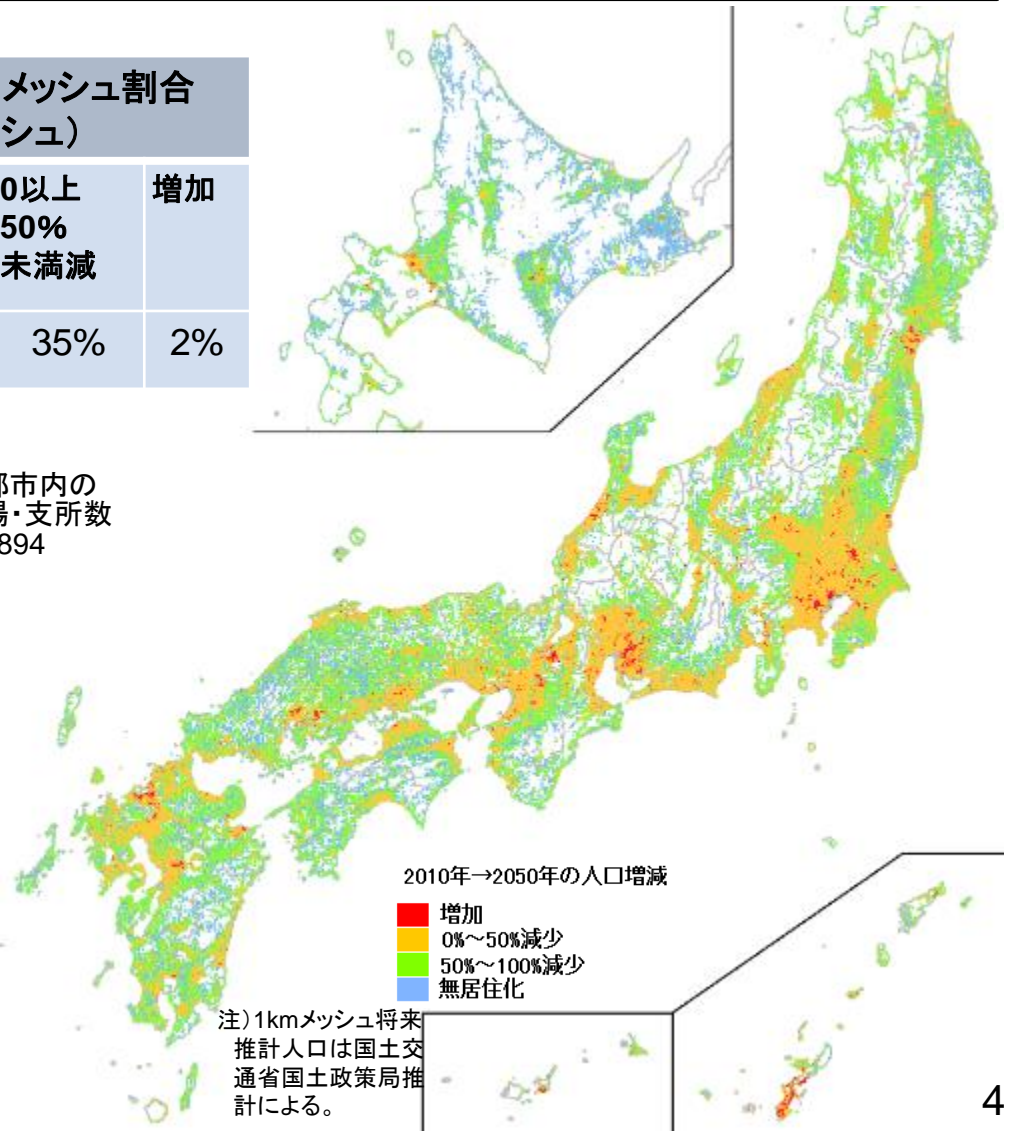 メッシュ割合
シュ）
0以上
50%
未満減
増加
35%
2%
都市内の
場・支所数
894
2010年→2050年の人口増減
増加
0%～50%減少
50%～100%減少
無居住化
注）1kmメッシュ将来
推計人口は国土交
通省国土政策局推
計による。
4